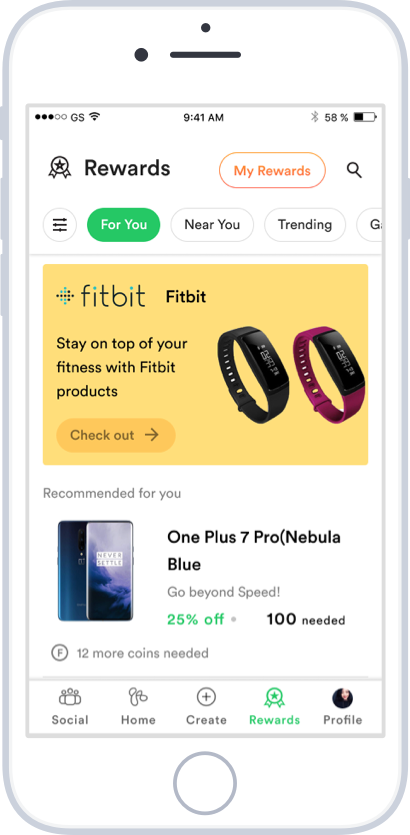 GS 9:41 AM 58 %
Rewards My Rewards
For You Near You Trending Ga
fitbit Fitbit
Stay on top of your
fitness with Fitbit
products
Check out
Recommended for you
One Plus 7 Pro(Nebula
Blue
NEVER
SETTLE
Go beyond Speed!
25% off 100 needed
F 12 more coins needed
Social Home Create Rewards Profile